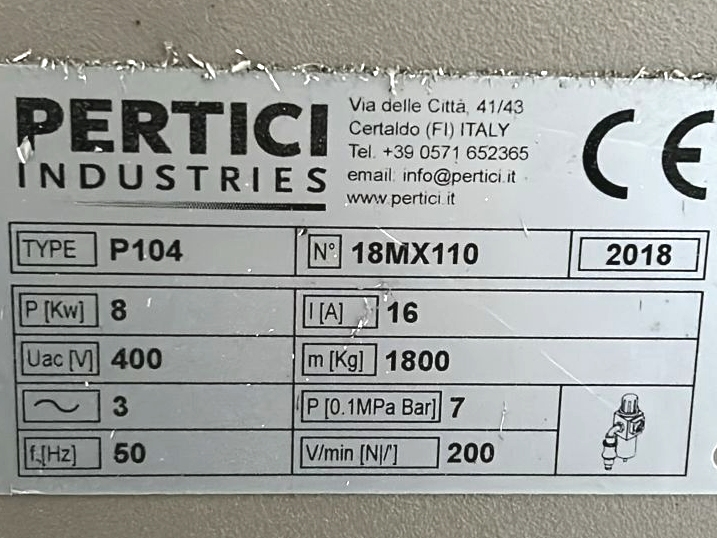 PERTICI
INDUSTRIES
Via delle Città, 41/43
Certaldo (FI) ITALY
Tel. +39 0571 652365
email: info@pertici.it
www.pertici.it
CE
TYPE P104 N° 18MX110 2018
P [Kw] 8 I [A] 16
Uac [V] 400 m [Kg] 1800
~ 3 P [0.1MPa Bar] 7
f.[Hz] 50 V/min [Nl/'] 200